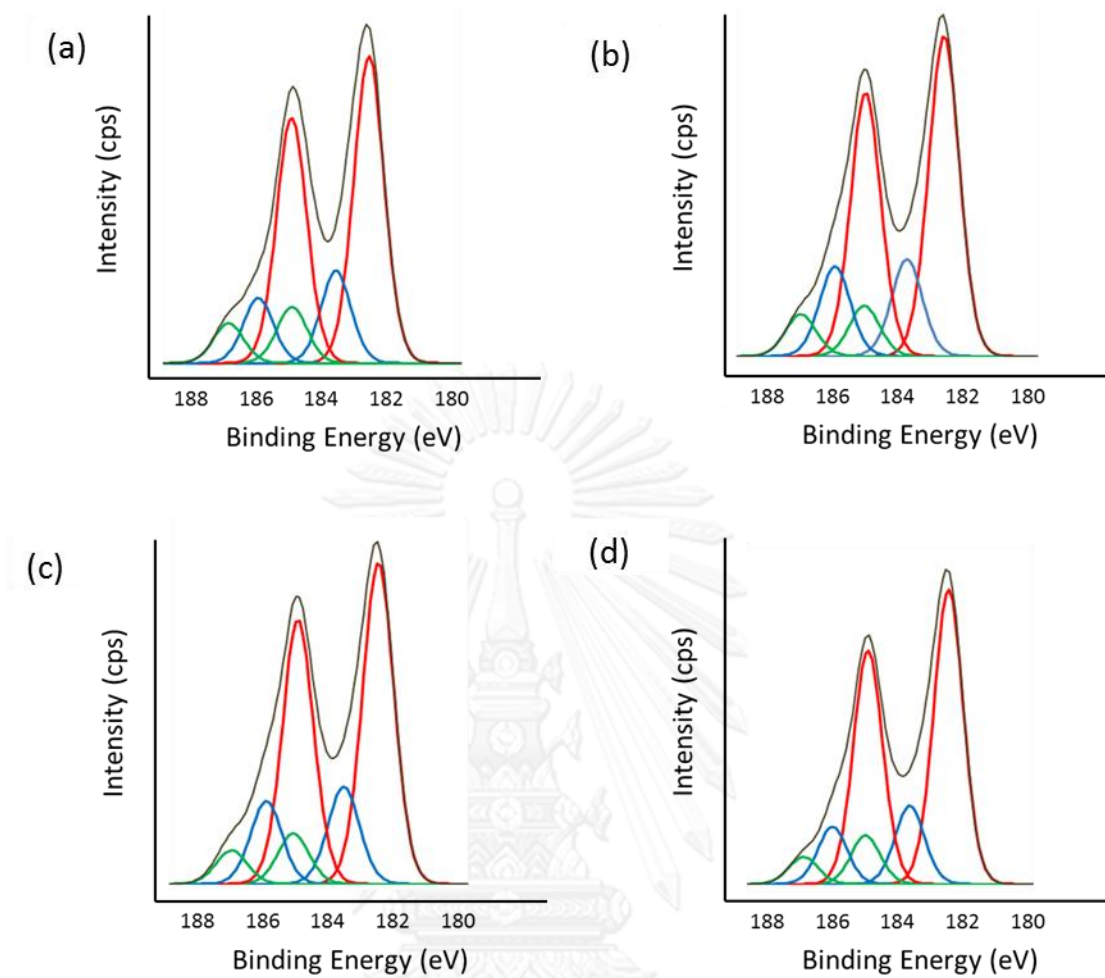 (a)
Intensity (cps)
188 186 184 182 180
Binding Energy (eV)
(b)
Intensity (cps)
188 186 184 182 180
Binding Energy (eV)
(c)
Intensity (cps)
188 186 184 182 180
Binding Energy (eV)
(d)
Intensity (cps)
188 186 184 182 180
Binding Energy (eV)